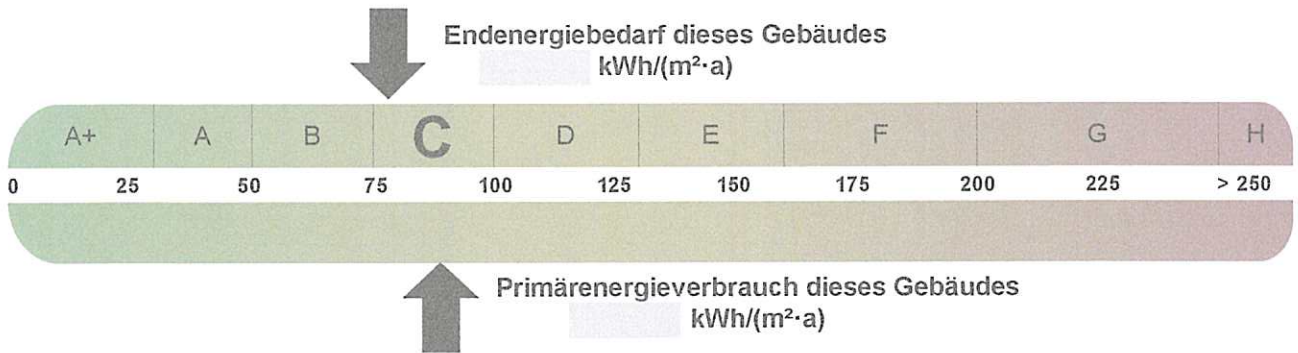 Endenergiebedarf dieses Gebäudes
kWh/(m²·a)
A+ A B C D E F G H
0 25 50 75 100 125 150 175 200 225 > 250
Primärenergieverbrauch dieses Gebäudes
kWh/(m²·a)